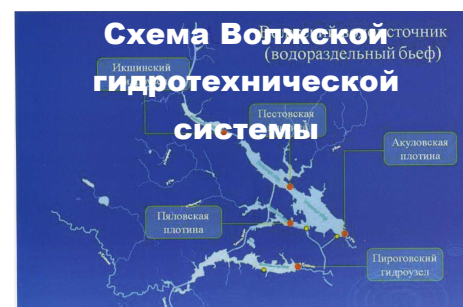 Схема Волжской
гидротехнической
системы
(водораздельный бьеф)
Икшинский
Пестовская
Акуловская
плотина
Пяловская
плотина
Пироговский
гидроузел